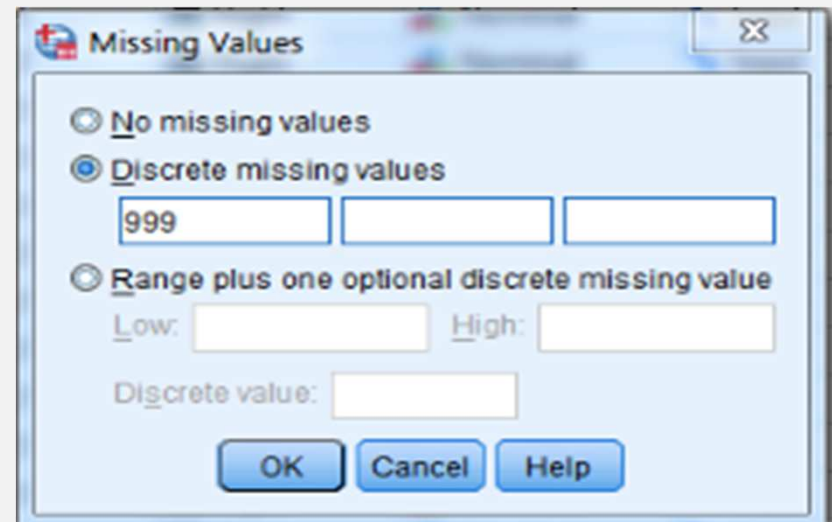 Missing Values
No missing values
Discrete missing values
999
Range plus one optional discrete missing value
Low: High:
Discrete value:
OK Cancel Help